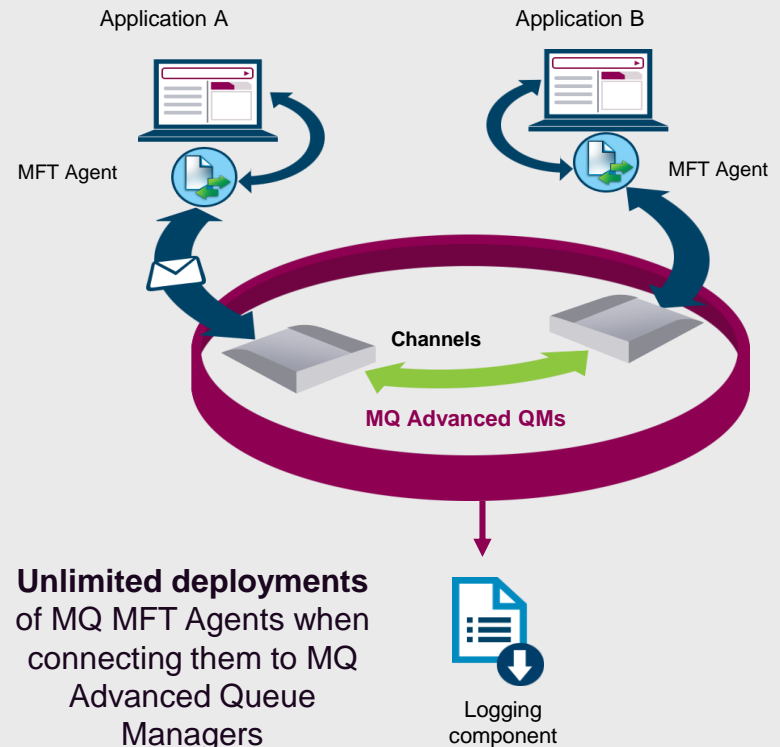 Application A
Application B
MFT Agent
MFT Agent
Channels
MQ Advanced QMs
Unlimited deployments
of MQ MFT Agents when
connecting them to MQ
Advanced Queue
Managers
Logging
component